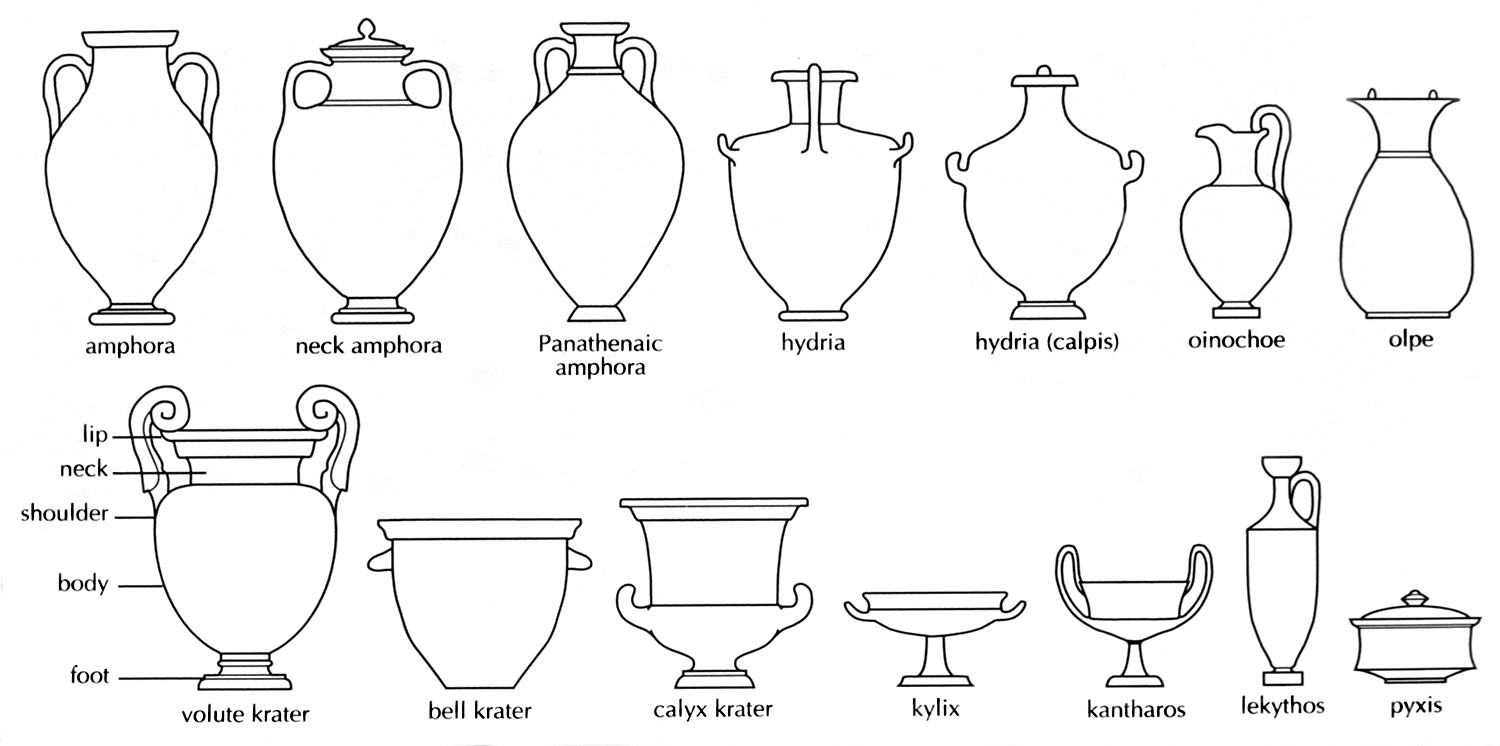 amphora
neck amphora
Panathenaic
amphora
hydria
hydria (calpis)
oinochoe
olpe
lip
neck
shoulder
body
foot
volute krater
bell krater
calyx krater
kylix
kantharos
lekythos
pyxis